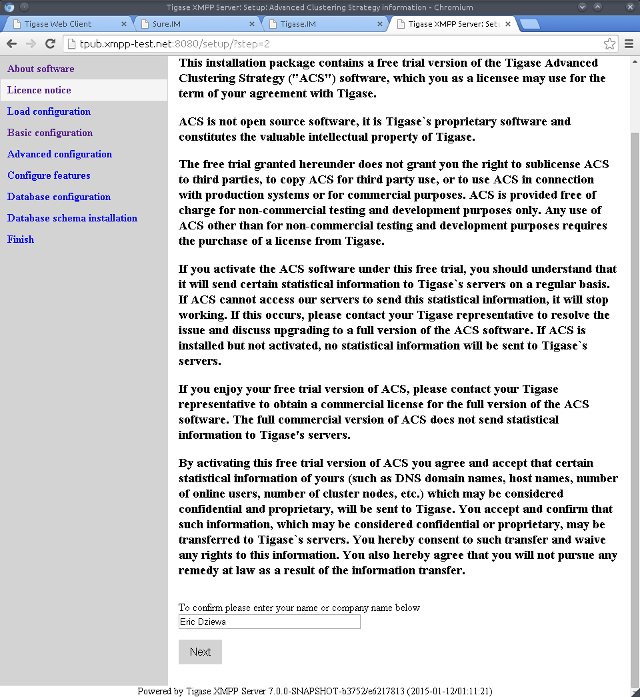 Tigase XMPP Server: Setup: Advanced Clustering Strategy information - Chromium
Tigase Web Client
Sure.IM
Tigase.IM
Tigase XMPP Server: Setu
tpub.xmpp-test.net:8080/setup/?step=2
About software
Licence notice
Load configuration
Basic configuration
Advanced configuration
Configure features
Database configuration
Database schema installation
Finish
This installation package contains a free trial version of the Tigase Advanced
Clustering Strategy ("ACS") software, which you as a licensee may use for the
term of your agreement with Tigase.
ACS is not open source software, it is Tigase`s proprietary software and
constitutes the valuable intellectual property of Tigase.
The free trial granted hereunder does not grant you the right to sublicense ACS
to third parties, to copy ACS for third party use, or to use ACS in connection
with production systems or for commercial purposes. ACS is provided free of
charge for non-commercial testing and development purposes only. Any use of
ACS other than for non-commercial testing and development purposes requires
the purchase of a license from Tigase.
If you activate the ACS software under this free trial, you should understand that
it will send certain statistical information to Tigase`s servers on a regular basis.
If ACS cannot access our servers to send this statistical information, it will stop
working. If this occurs, please contact your Tigase representative to resolve the
issue and discuss upgrading to a full version of the ACS software. If ACS is
installed but not activated, no statistical information will be sent to Tigase`s
servers.
If you enjoy your free trial version of ACS, please contact your Tigase
representative to obtain a commercial license for the full version of the ACS
software. The full commercial version of ACS does not send statistical
information to Tigase's servers.
By activating this free trial version of ACS you agree and accept that certain
statistical information of yours (such as DNS domain names, host names, number
of online users, number of cluster nodes, etc.) which may be considered
confidential and proprietary, will be sent to Tigase. You accept and confirm that
such information, which may be considered confidential or proprietary, may be
transferred to Tigase`s servers. You hereby consent to such transfer and waive
any rights to this information. You also hereby agree that you will not pursue any
remedy at law as a result of the information transfer.
To confirm please enter your name or company name below
Eric Dziewa
Next
Powered by Tigase XMPP Server 7.0.0-SNAPSHOT-b3752/e6217813 (2015-01-12/01:11:21)